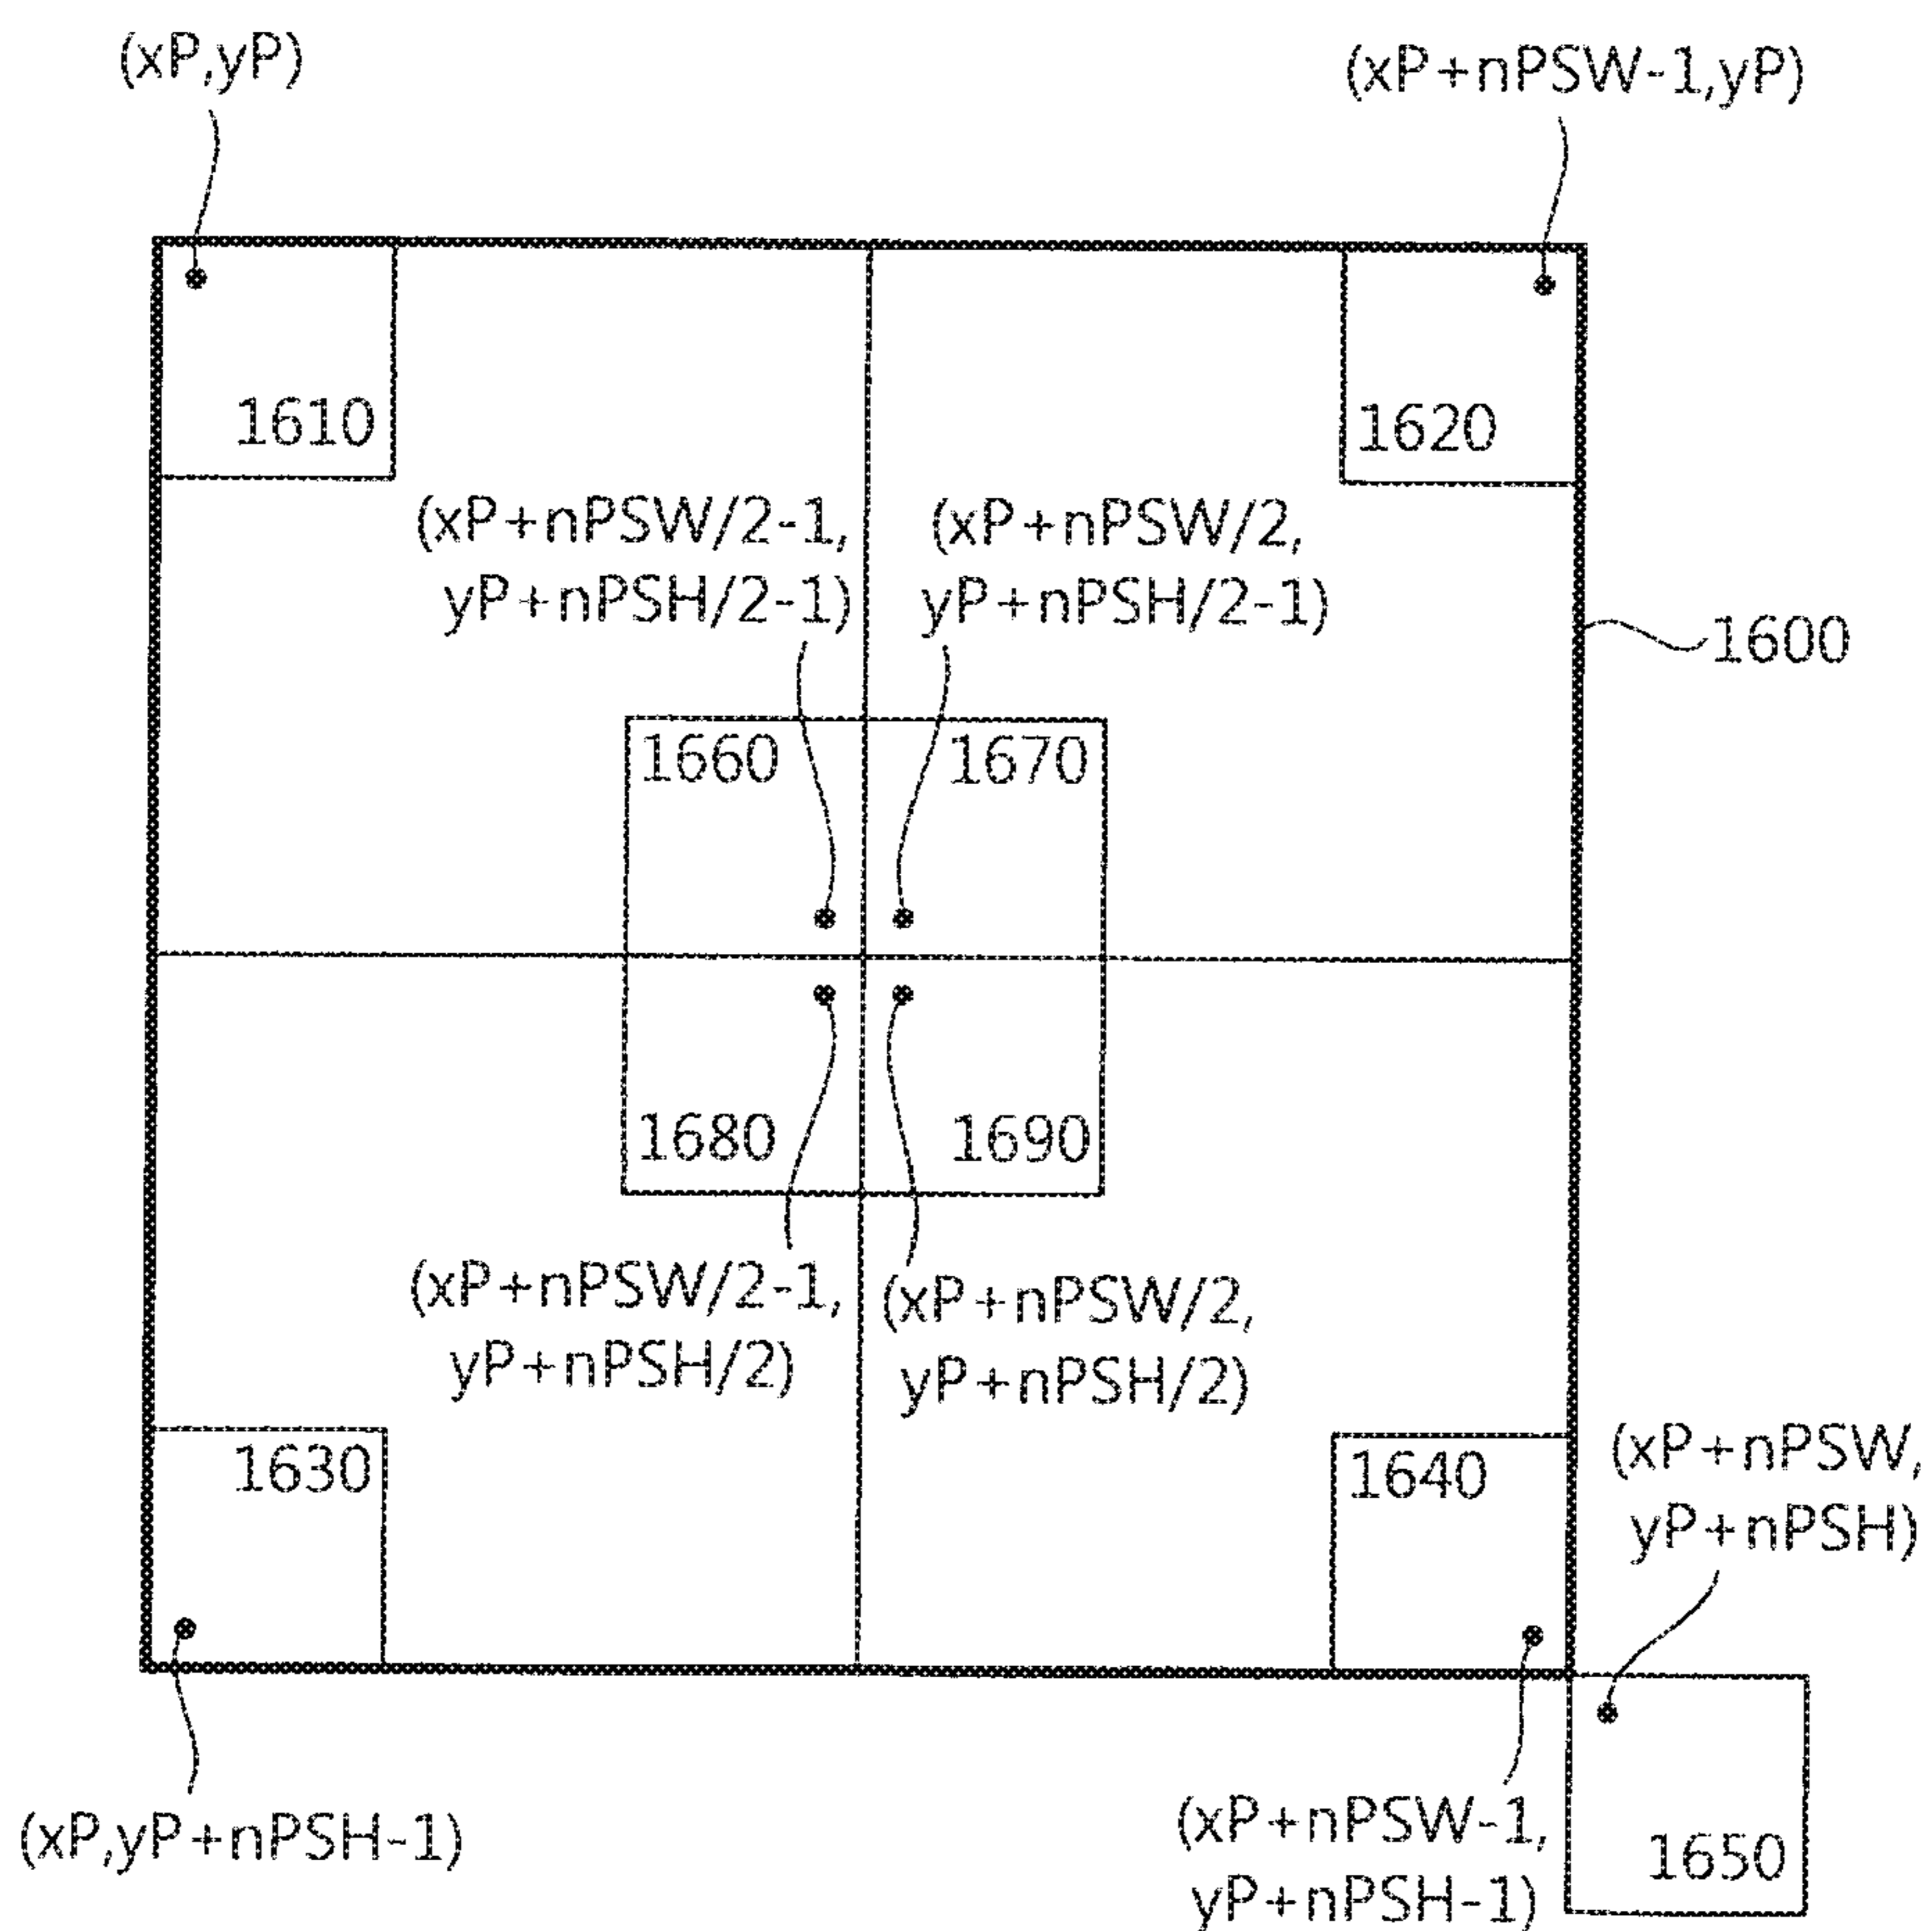 (xP,yP)
(xP+nPSW-1,yP)
1610
1620
(xP+nPSW/2-1,
yP+nPSH/2-1)
(xP+nPSW/2,
yP+nPSH/2-1)
1600
1660
1670
1680
1690
(xP+nPSW/2-1,
yP+nPSH/2)
(xP+nPSW/2,
yP+nPSH/2)
1630
1640
(xP+nPSW,
yP+nPSH)
(xP,yP+nPSH-1)
(xP+nPSW-1,
yP+nPSH-1)
1650